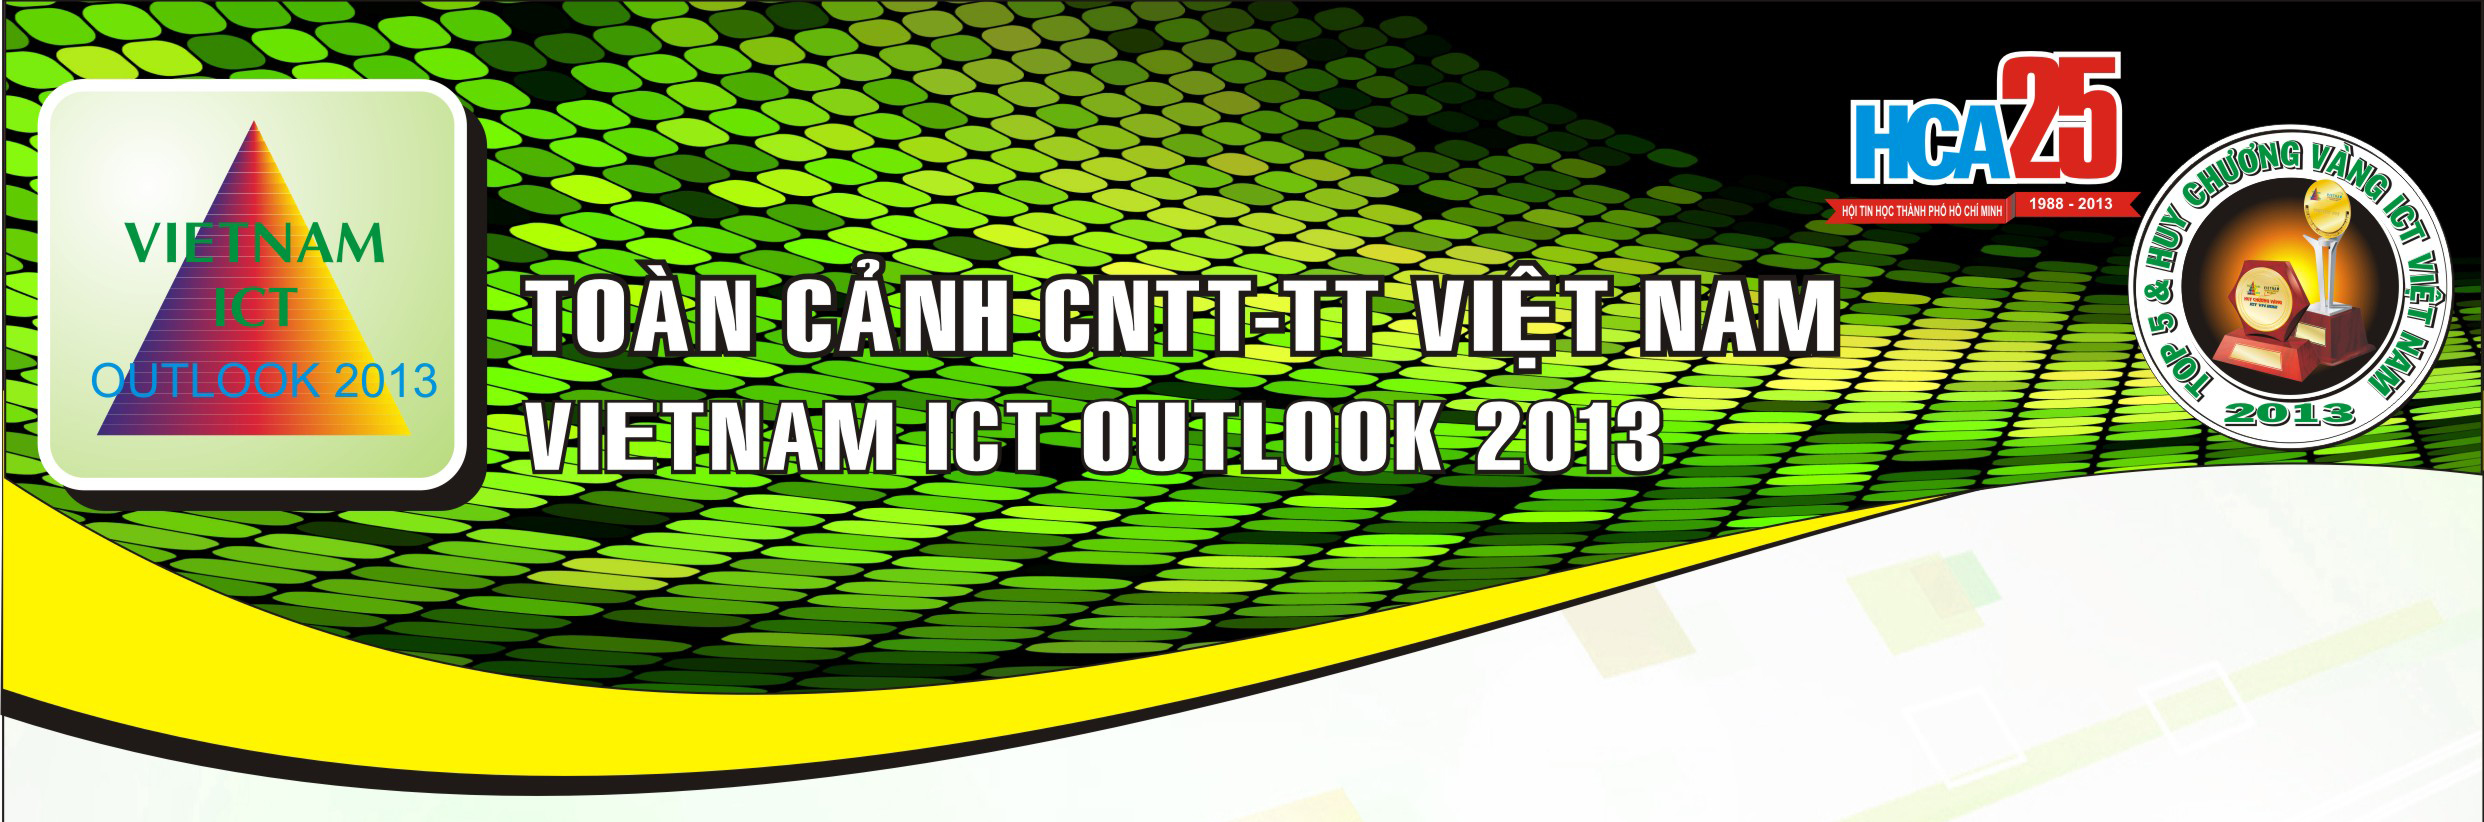 VIETNAM
ICT
OUTLOOK 2013
TOÀN CẢNH CNTT-TT VIỆT NAM
VIETNAM ICT OUTLOOK 2013
HCA25
HỘI TIN HỌC THÀNH PHỐ HỒ CHÍ MINH 1988 - 2013
TOP 5 & HUY CHƯƠNG VÀNG ICT VIỆT NAM
2013